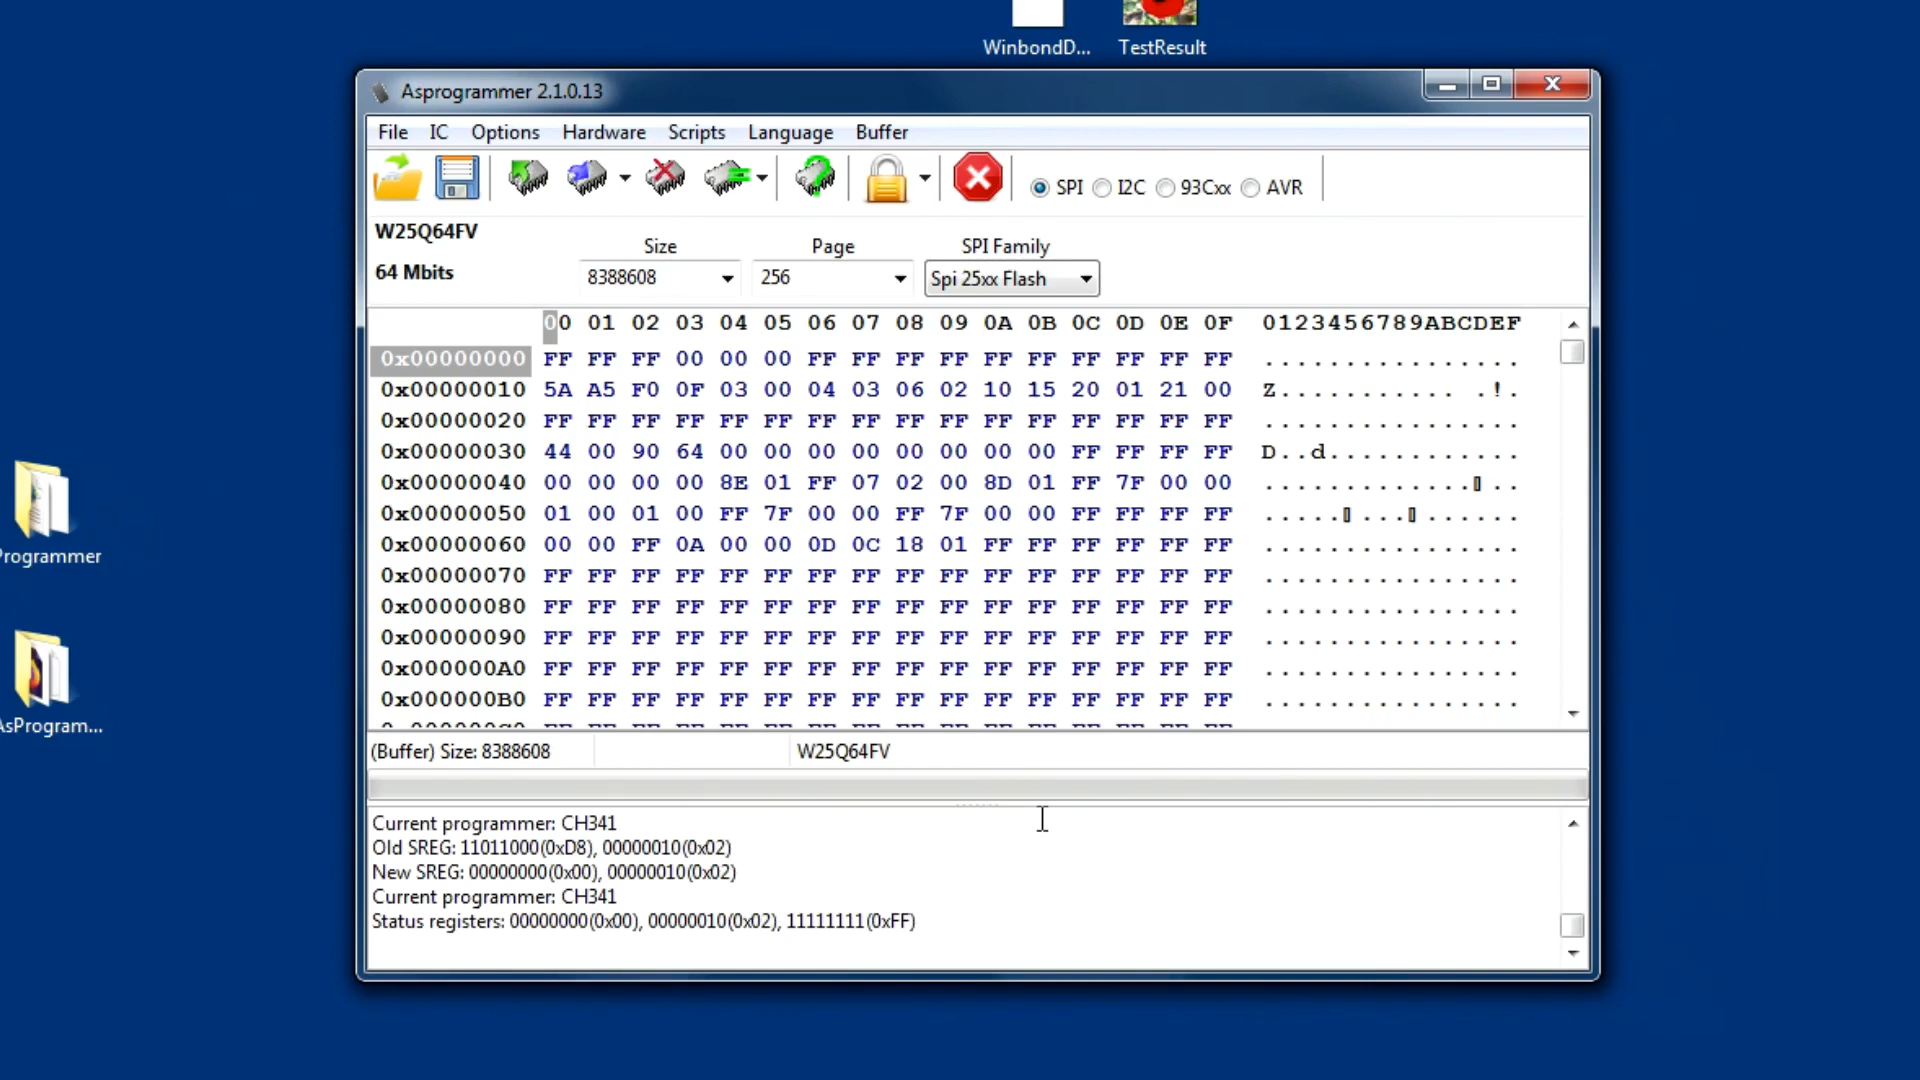 WinbondD...
TestResult
Asprogrammer 2.1.0.13
File IC Options Hardware Scripts Language Buffer
SPI I2C 93Cxx AVR
W25Q64FV
Size Page SPI Family
64 Mbits
8388608 256 Spi 25xx Flash
00 01 02 03 04 05 06 07 08 09 0A 0B 0C 0D 0E 0F 0123456789ABCDEF
0x00000000 FF FF FF 00 00 00 FF FF FF FF FF FF FF FF FF FF ................
0x00000010 5A A5 F0 0F 03 00 04 03 06 02 10 15 20 01 21 00 Z........... .!.
0x00000020 FF FF FF FF FF FF FF FF FF FF FF FF FF FF FF FF ................
0x00000030 44 00 90 64 00 00 00 00 00 00 00 00 FF FF FF FF D..d............
0x00000040 00 00 00 00 8E 01 FF 07 02 00 8D 01 FF 7F 00 00 .............▯..
0x00000050 01 00 01 00 FF 7F 00 00 FF 7F 00 00 FF FF FF FF .....▯...▯......
0x00000060 00 00 FF 0A 00 00 0D 0C 18 01 FF FF FF FF FF FF ................
0x00000070 FF FF FF FF FF FF FF FF FF FF FF FF FF FF FF FF ................
0x00000080 FF FF FF FF FF FF FF FF FF FF FF FF FF FF FF FF ................
0x00000090 FF FF FF FF FF FF FF FF FF FF FF FF FF FF FF FF ................
0x000000A0 FF FF FF FF FF FF FF FF FF FF FF FF FF FF FF FF ................
0x000000B0 FF FF FF FF FF FF FF FF FF FF FF FF FF FF FF FF ................
(Buffer) Size: 8388608 W25Q64FV
Current programmer: CH341
Old SREG: 11011000(0xD8), 00000010(0x02)
New SREG: 00000000(0x00), 00000010(0x02)
Current programmer: CH341
Status registers: 00000000(0x00), 00000010(0x02), 11111111(0xFF)
Programmer
AsProgram...